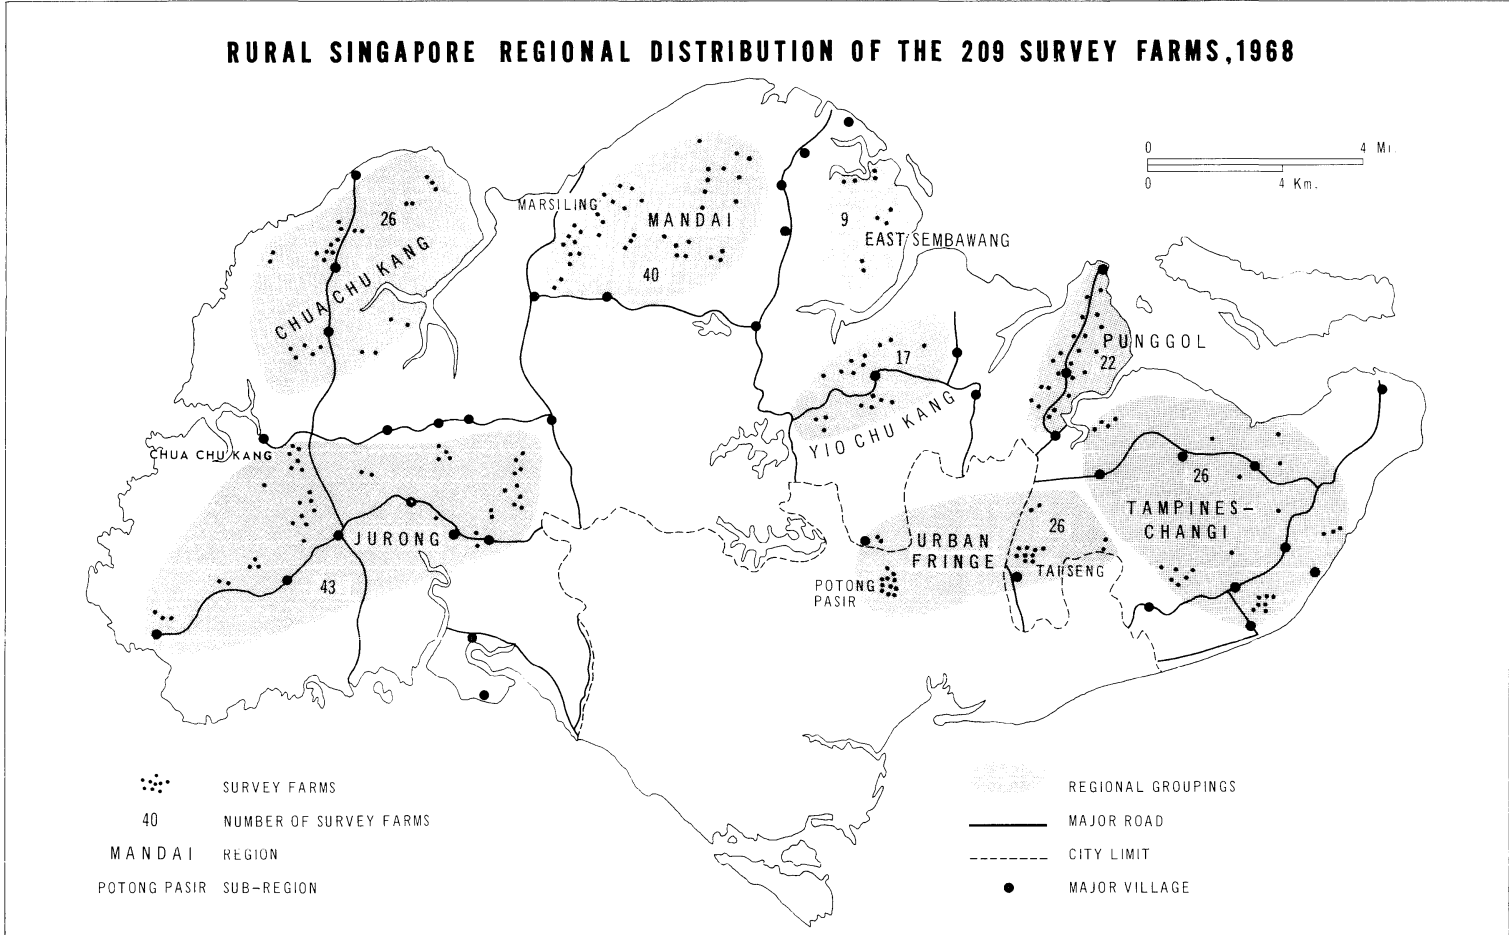 RURAL SINGAPORE REGIONAL DISTRIBUTION OF THE 209 SURVEY FARMS, 1968
0 4 Mi.
0 4 Km.
MARSILING
MANDAI
40
26
CHUA CHU KANG
9
EAST SEMBAWANG
PUNGGOL
22
17
YIO CHU KANG
CHUA CHU KANG
JURONG
43
26
TAMPINES-
CHANGI
URBAN
FRINGE
26
TAI SENG
POTONG
PASIR
SURVEY FARMS
40 NUMBER OF SURVEY FARMS
MANDAI REGION
POTONG PASIR SUB-REGION
REGIONAL GROUPINGS
MAJOR ROAD
CITY LIMIT
MAJOR VILLAGE